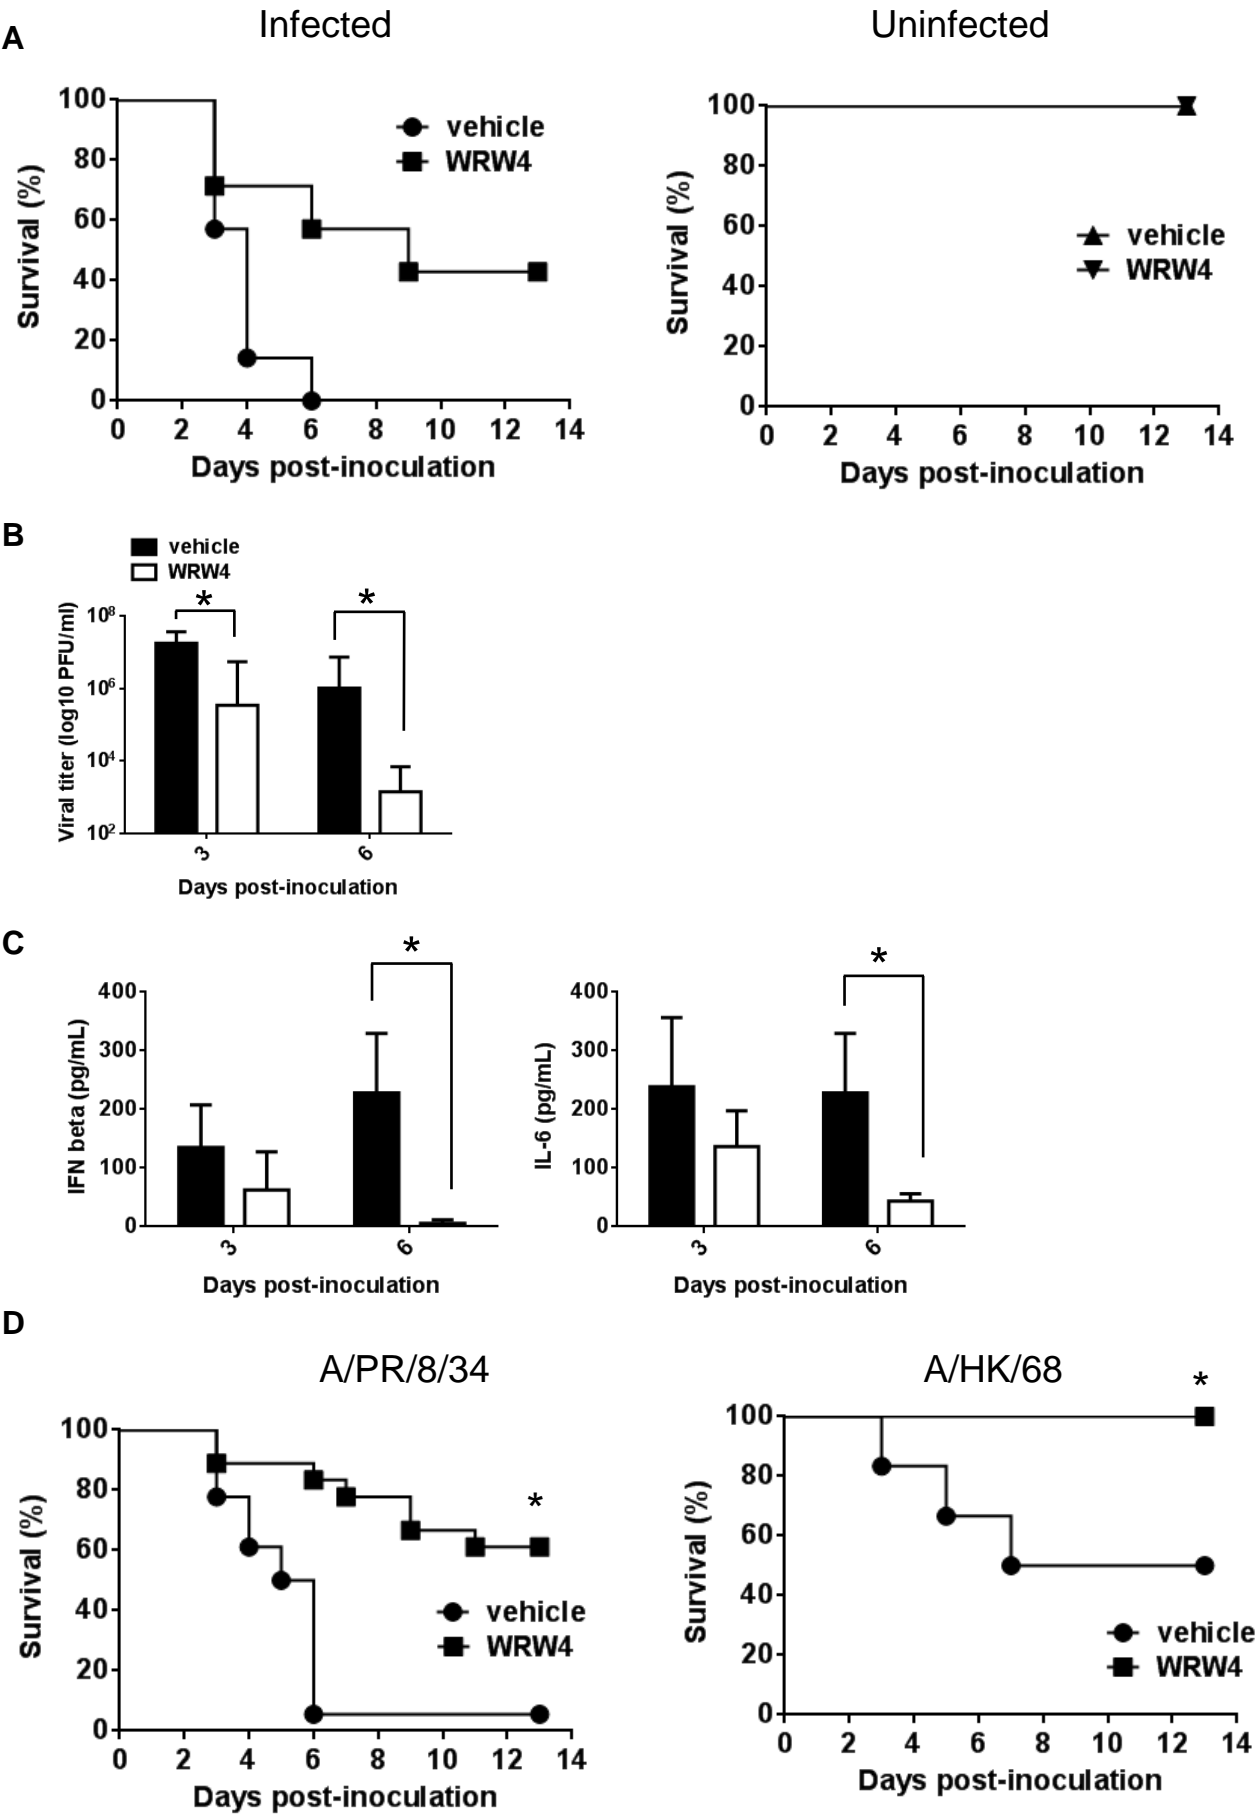 Infected
Uninfected
A
100
80
60
40
20
0
Survival (%)
vehicle
WRW4
0 2 4 6 8 10 12 14
Days post-inoculation
100
80
60
40
20
0
Survival (%)
vehicle
WRW4
0 2 4 6 8 10 12 14
Days post-inoculation
B
vehicle
WRW4
* *
10⁸
10⁶
10⁴
10²
Viral titer (log10 PFU/ml)
3 6
Days post-inoculation
C
*
400
300
200
100
0
IFN beta (pg/mL)
3 6
Days post-inoculation
*
400
300
200
100
0
IL-6 (pg/mL)
3 6
Days post-inoculation
D
A/PR/8/34
100
80
60
40
20
0
Survival (%)
*
vehicle
WRW4
0 2 4 6 8 10 12 14
Days post-inoculation
A/HK/68
*
100
80
60
40
20
0
Survival (%)
vehicle
WRW4
0 2 4 6 8 10 12 14
Days post-inoculation